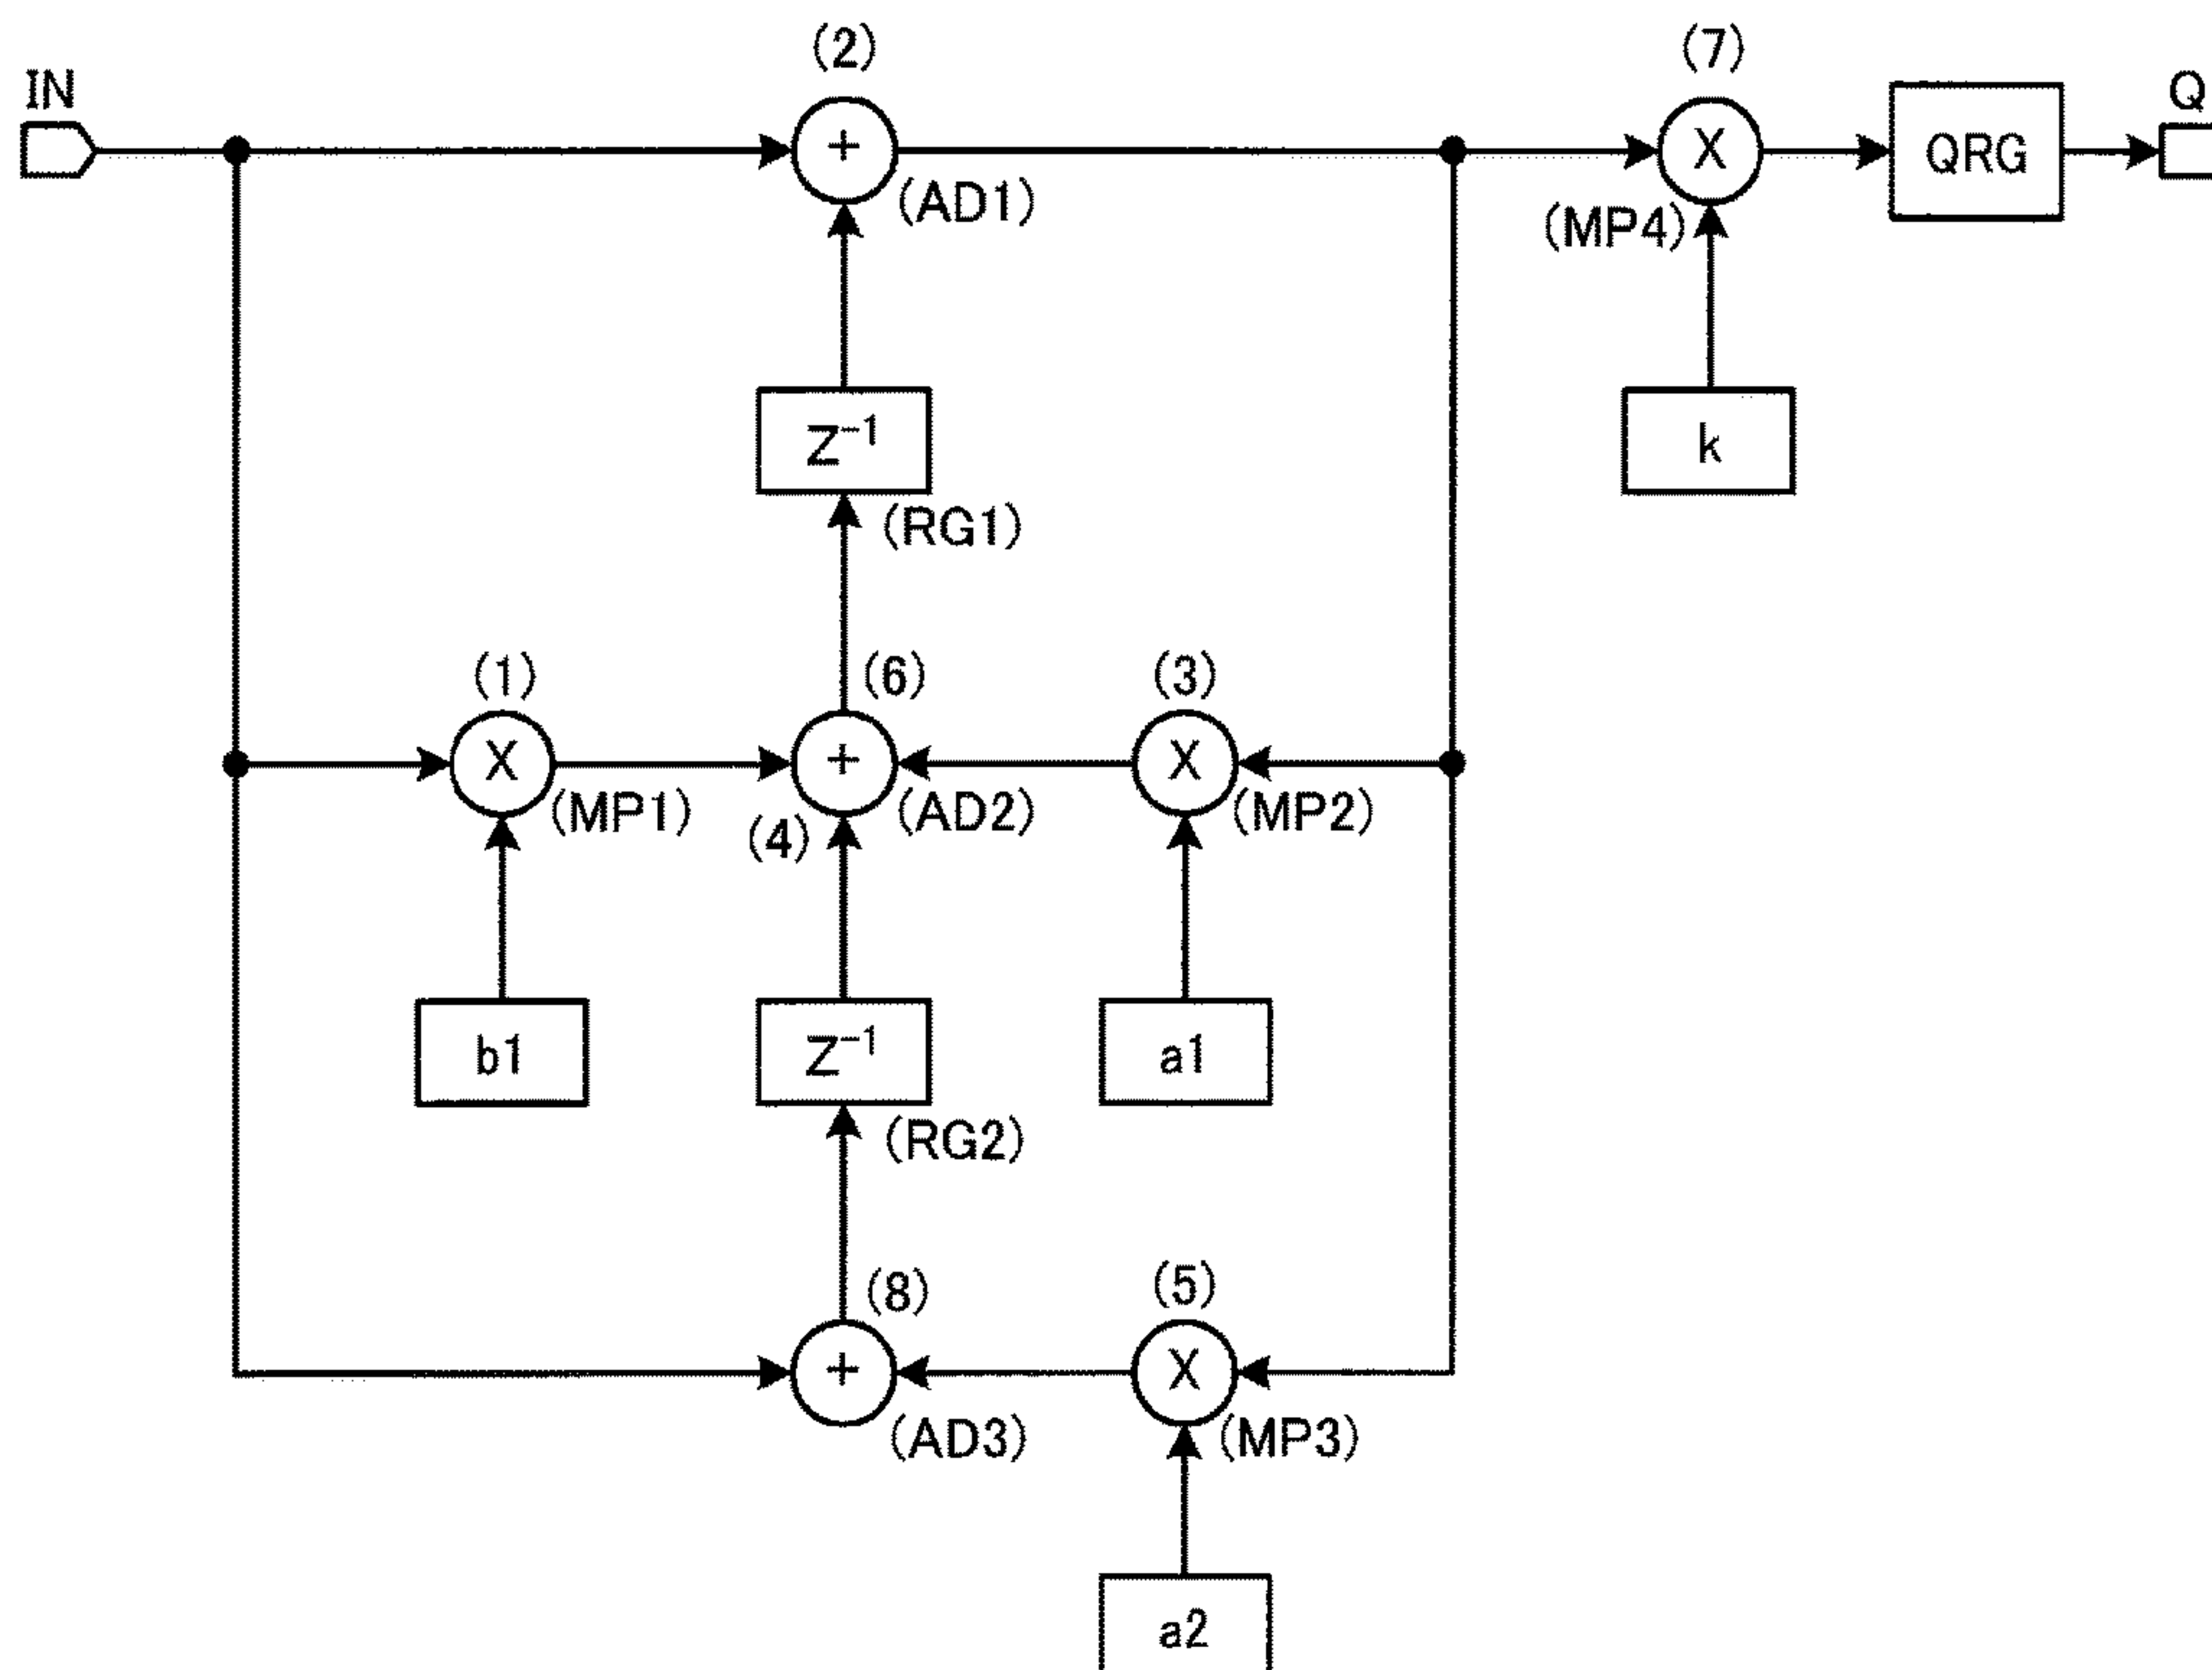 (2)
(7)
IN
Q
+
X
QRG
(AD1)
(MP4)
Z⁻¹
k
(RG1)
(1)
(6)
(3)
X
+
X
(MP1)
(4)
(AD2)
(MP2)
b1
Z⁻¹
a1
(RG2)
(8)
(5)
+
X
(AD3)
(MP3)
a2